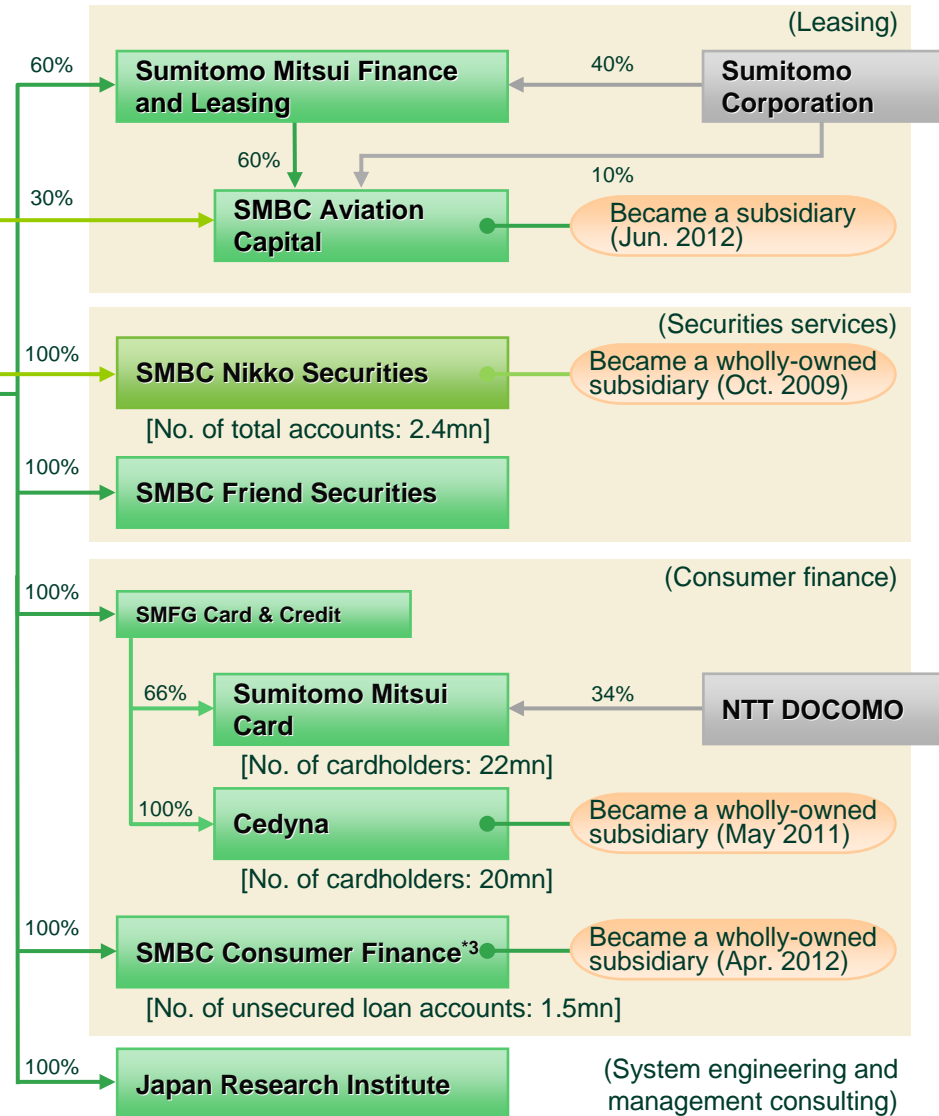 (Leasing)
60%
Sumitomo Mitsui Finance
and Leasing
40%
Sumitomo
Corporation
60%
10%
30%
SMBC Aviation
Capital
Became a subsidiary
(Jun. 2012)
(Securities services)
100%
SMBC Nikko Securities
Became a wholly-owned
subsidiary (Oct. 2009)
[No. of total accounts: 2.4mn]
100%
SMBC Friend Securities
(Consumer finance)
100%
SMFG Card & Credit
66%
Sumitomo Mitsui
Card
34%
NTT DOCOMO
[No. of cardholders: 22mn]
100%
Cedyna
Became a wholly-owned
subsidiary (May 2011)
[No. of cardholders: 20mn]
100%
SMBC Consumer Finance*3
Became a wholly-owned
subsidiary (Apr. 2012)
[No. of unsecured loan accounts: 1.5mn]
100%
Japan Research Institute
(System engineering and
management consulting)